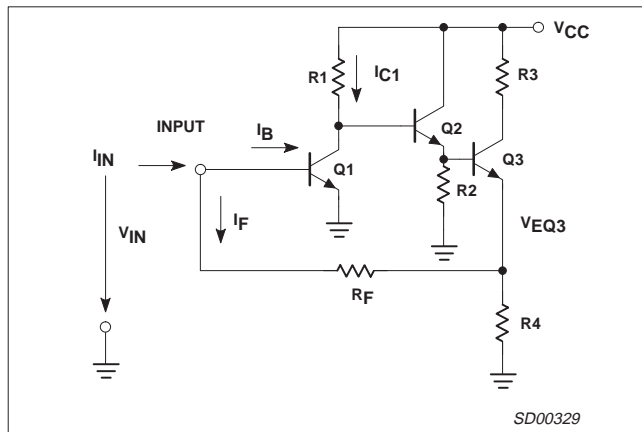 VCC
R1
IC1
R3
INPUT
IB
Q2
IIN
Q1
Q3
R2
IF
VIN
VEQ3
RF
R4
SD00329